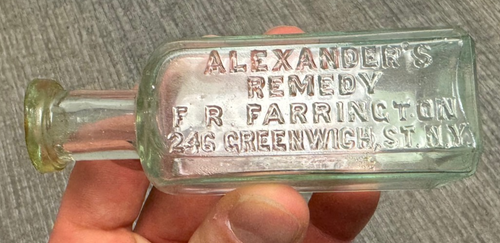 ALEXANDER'S
REMEDY
F R FARRINGTON
246 GREENWICH, ST. N.Y.